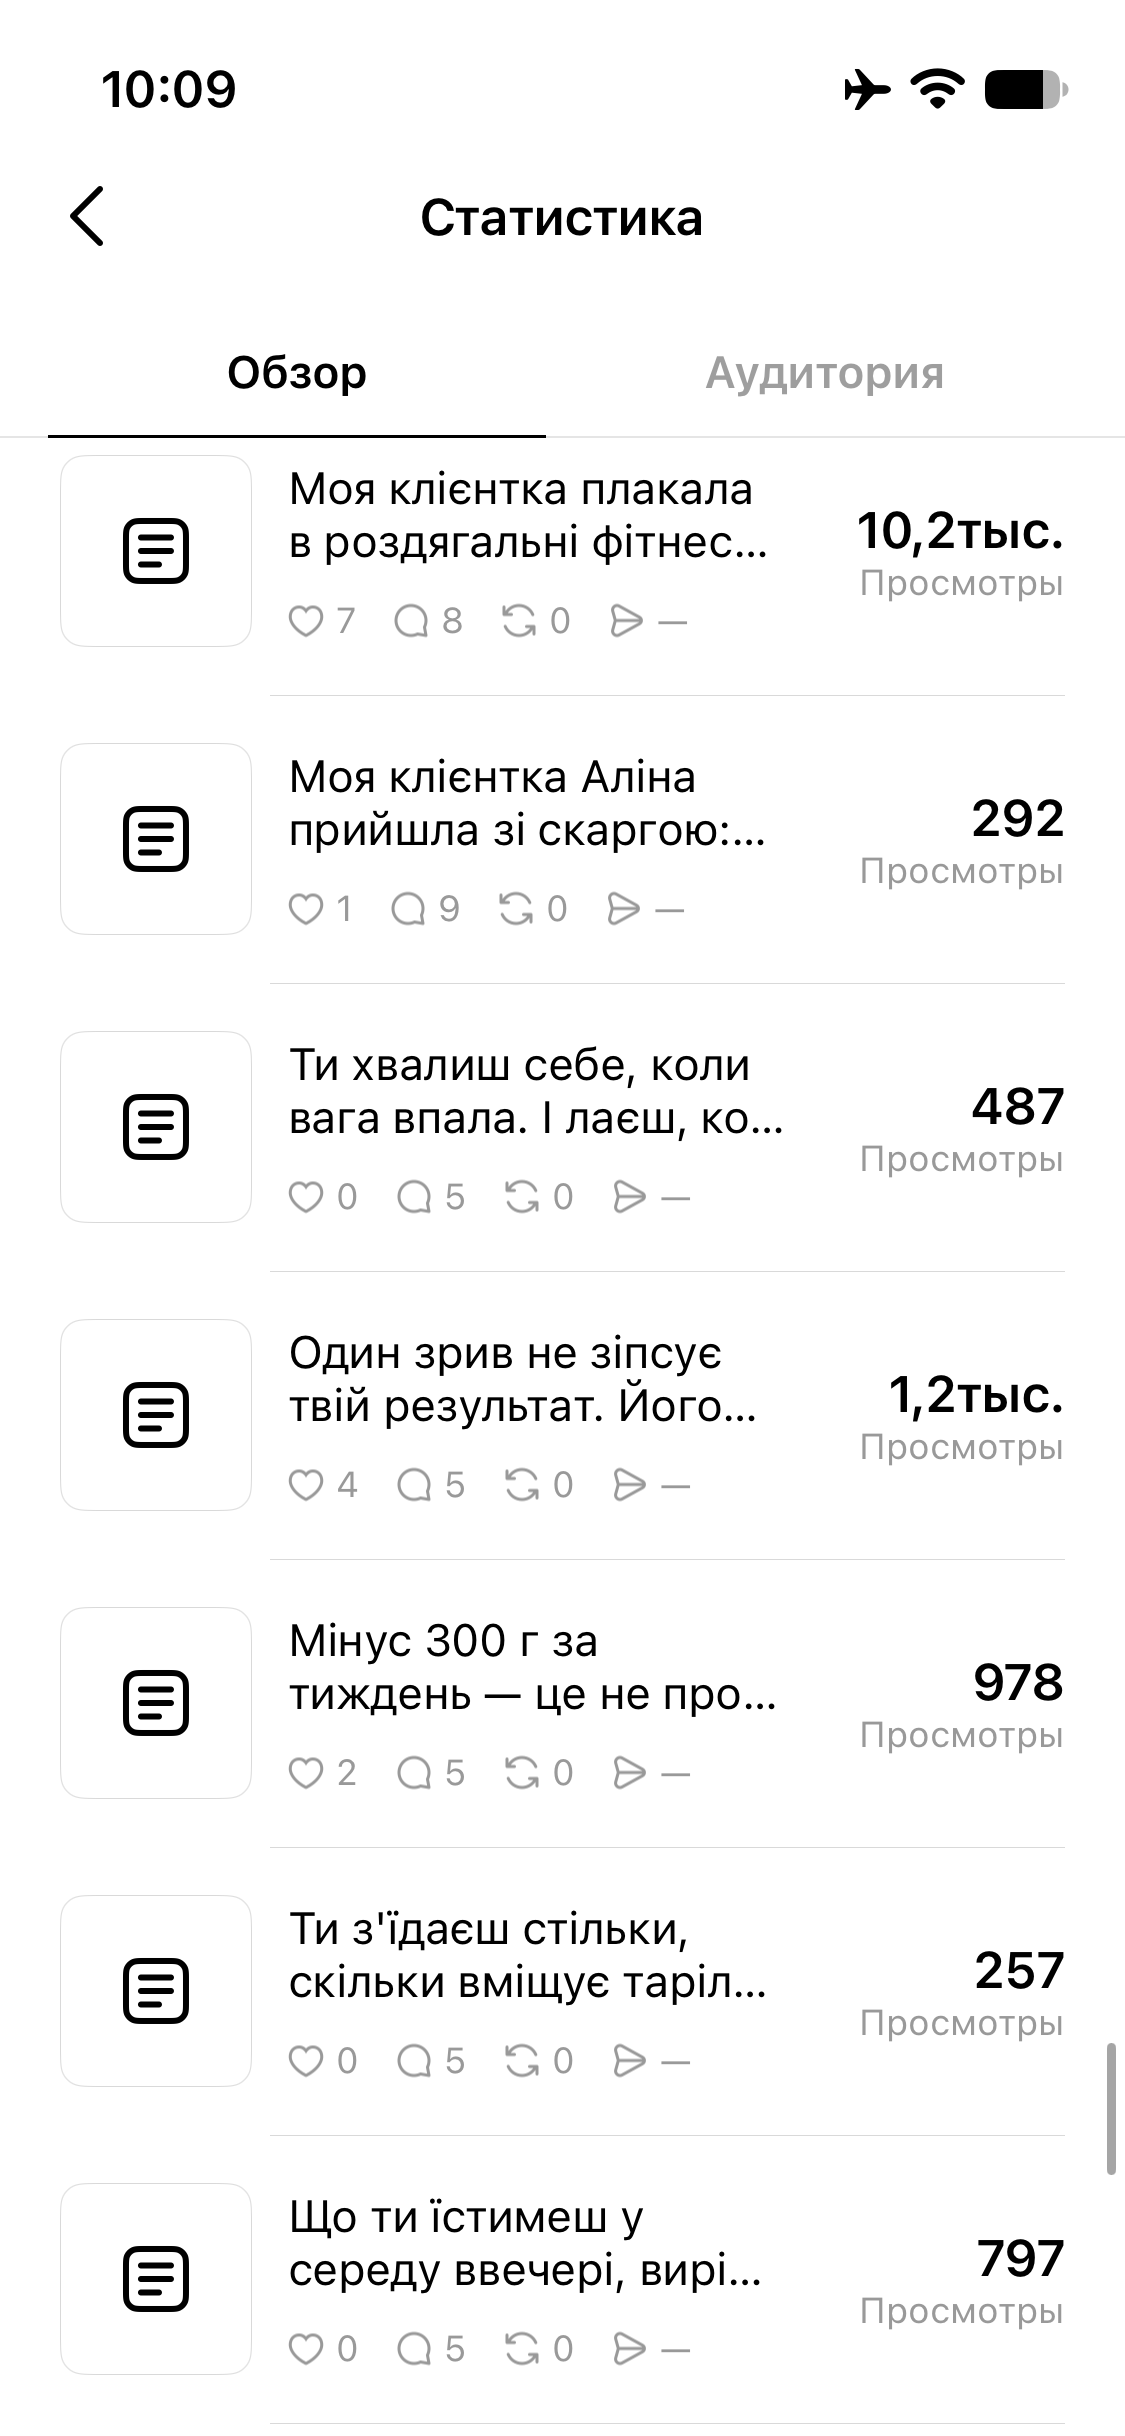 10:09
Статистика
Обзор
Аудитория
Моя клієнтка плакала
в роздягальні фітнес...
10,2тыс.
Просмотры
7 8 0 —
Моя клієнтка Аліна
прийшла зі скаргою:...
292
Просмотры
1 9 0 —
Ти хвалиш себе, коли
вага впала. І лаєш, ко...
487
Просмотры
0 5 0 —
Один зрив не зіпсує
твій результат. Його...
1,2тыс.
Просмотры
4 5 0 —
Мінус 300 г за
тиждень — це не про...
978
Просмотры
2 5 0 —
Ти з'їдаєш стільки,
скільки вміщує таріл...
257
Просмотры
0 5 0 —
Що ти їстимеш у
середу ввечері, вирі...
797
Просмотры
0 5 0 —